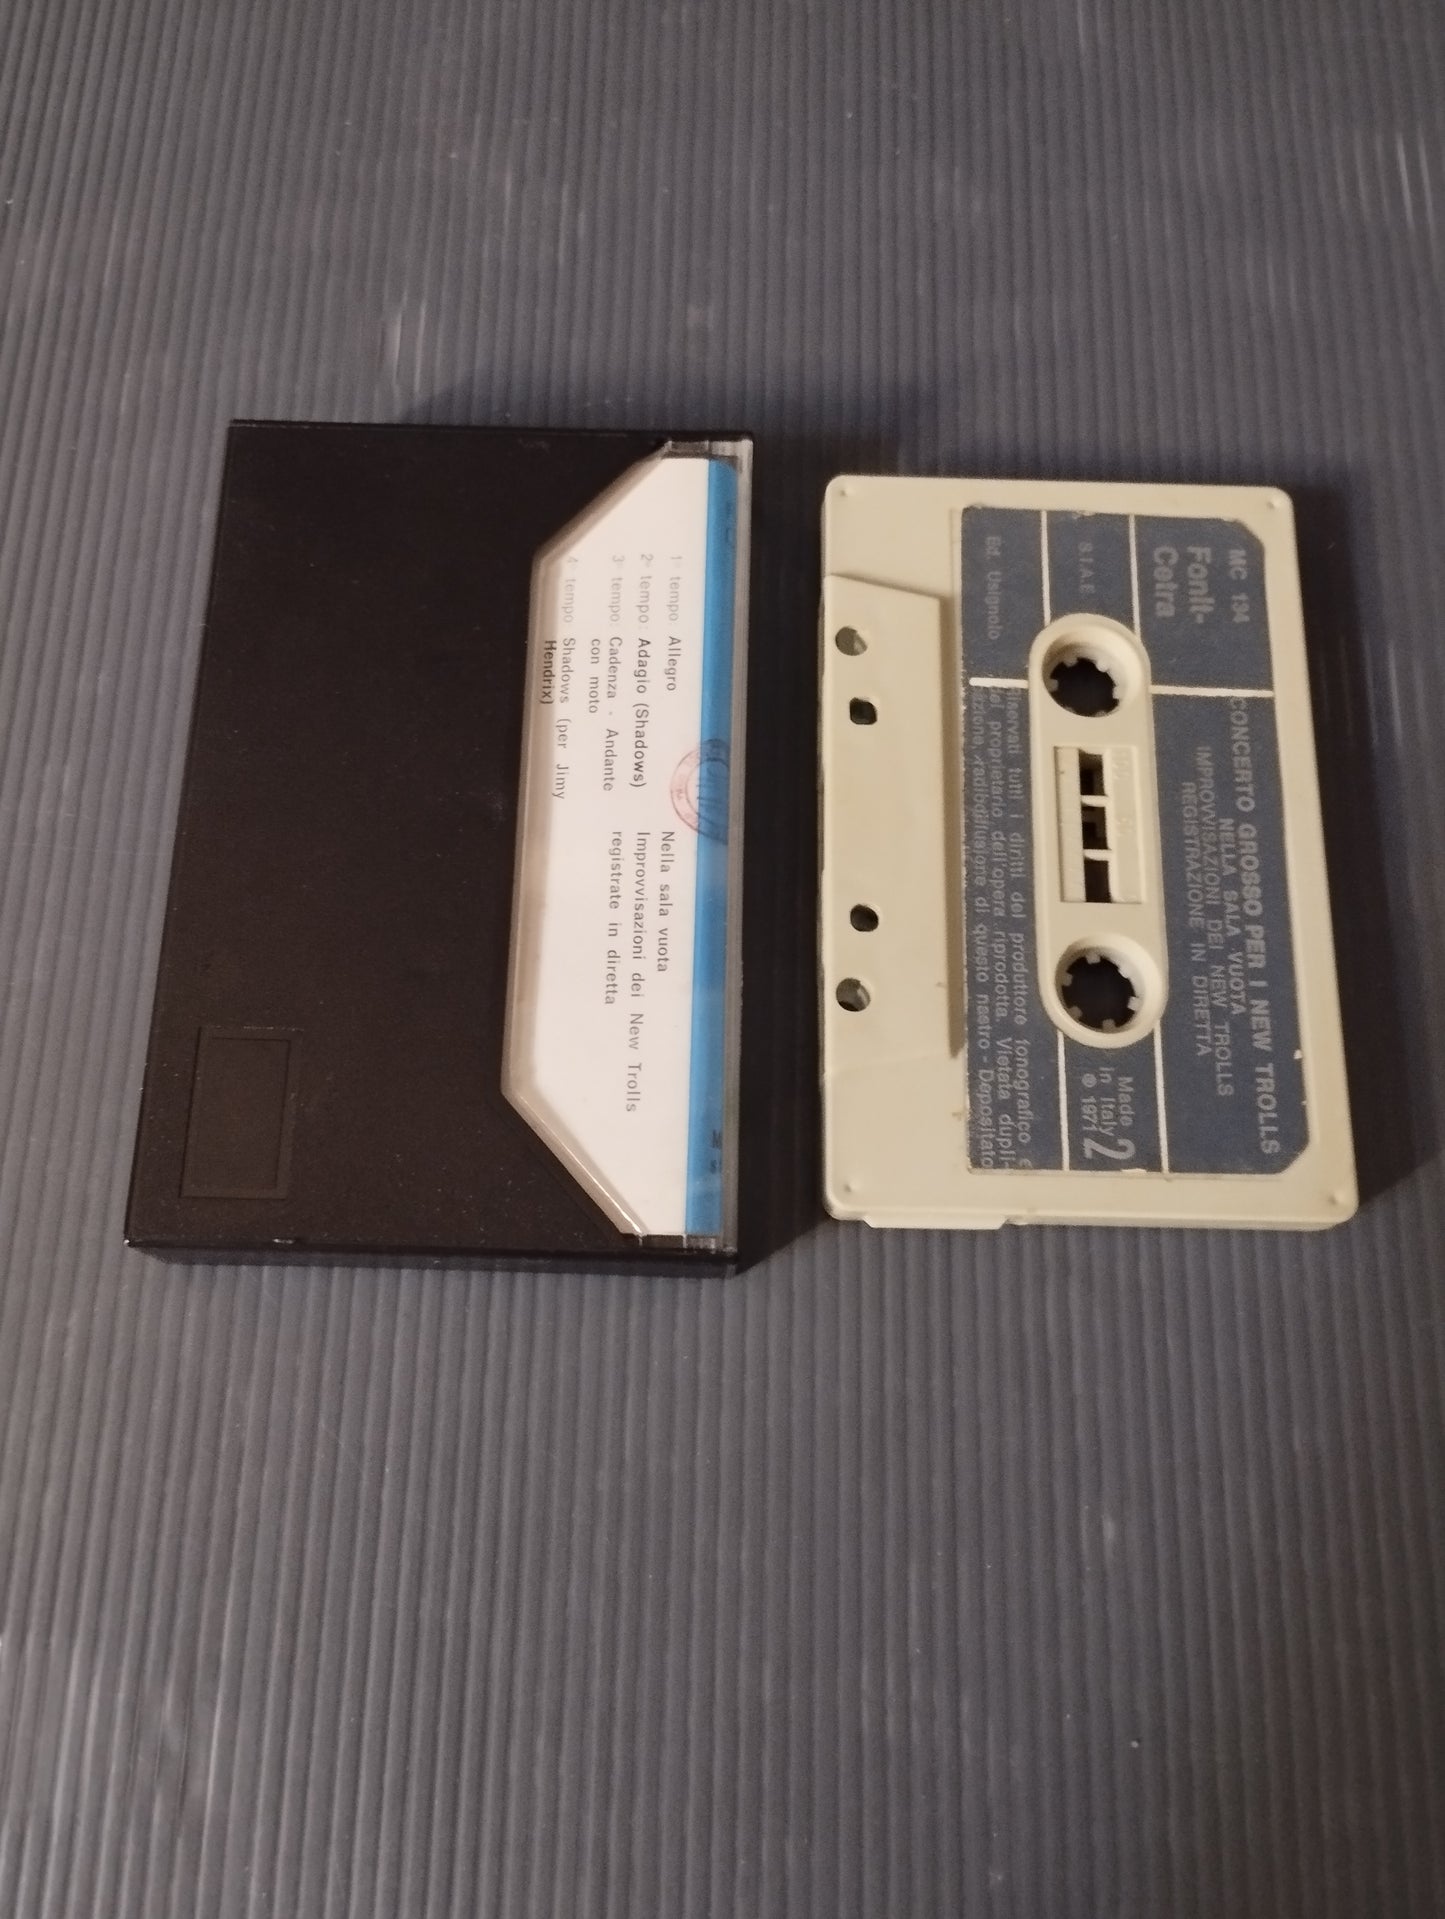 1° tempo: Allegro
2° tempo: Adagio (Shadows)
3° tempo: Cadenza - Andante
con moto
4° tempo: Shadows (per Jimy
Hendrix)
Nella sala vuota
Improvvisazioni dei New Trolls
registrate in diretta
MC 134
Fonit-
Cetra
S.I.A.E.
Ed. Usignolo
CONCERTO GROSSO PER I NEW TROLLS
NELLA SALA VUOTA
IMPROVVISAZIONI DEI NEW TROLLS
REGISTRAZIONE IN DIRETTA
Made
in Italy
℗ 1971
2
Riservati tutti i diritti del produttore fonografico e
del proprietario dell'opera riprodotta. Vietata dupli-
zione, radiodiffusione di questo nastro - Depositato